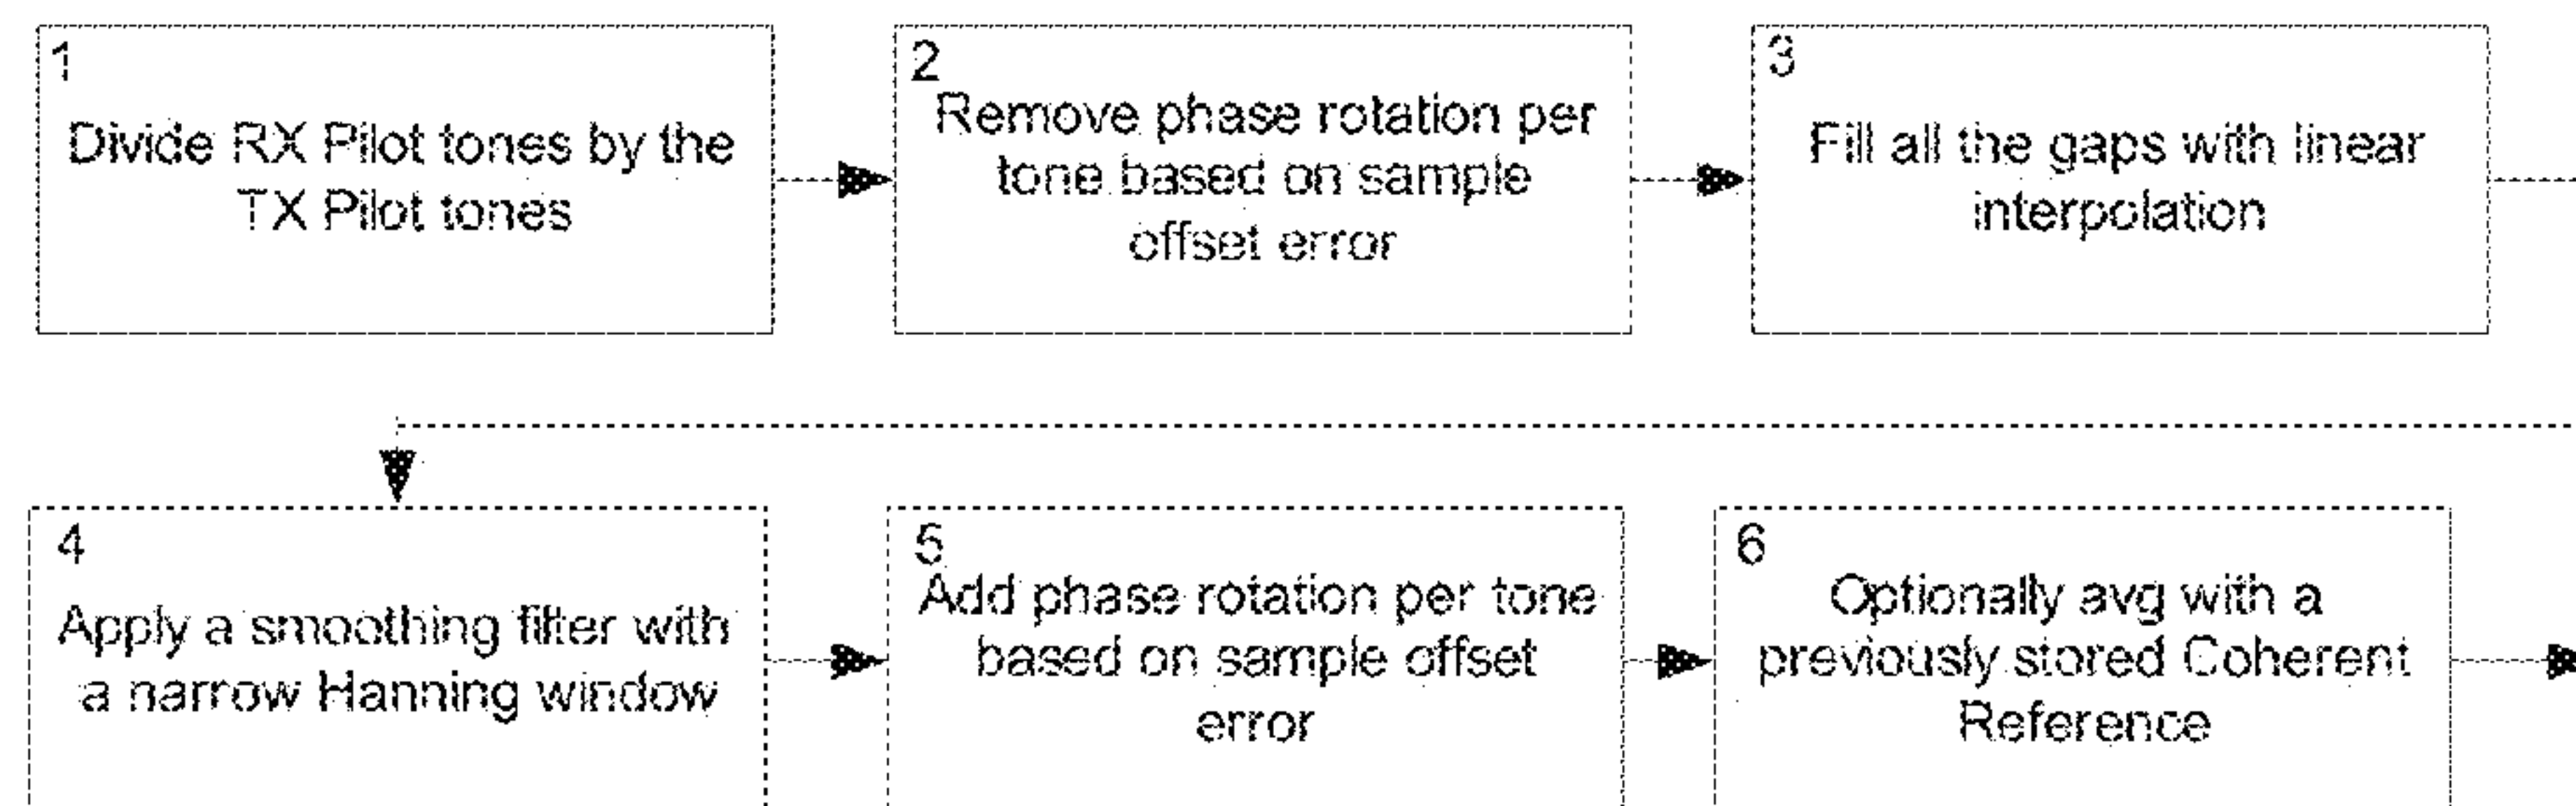 1
Divide RX Pilot tones by the
TX Pilot tones
2
Remove phase rotation per
tone based on sample
offset error
3
Fill all the gaps with linear
interpolation
4
Apply a smoothing filter with
a narrow Hanning window
5
Add phase rotation per tone
based on sample offset
error
6
Optionally avg with a
previously stored Coherent
Reference